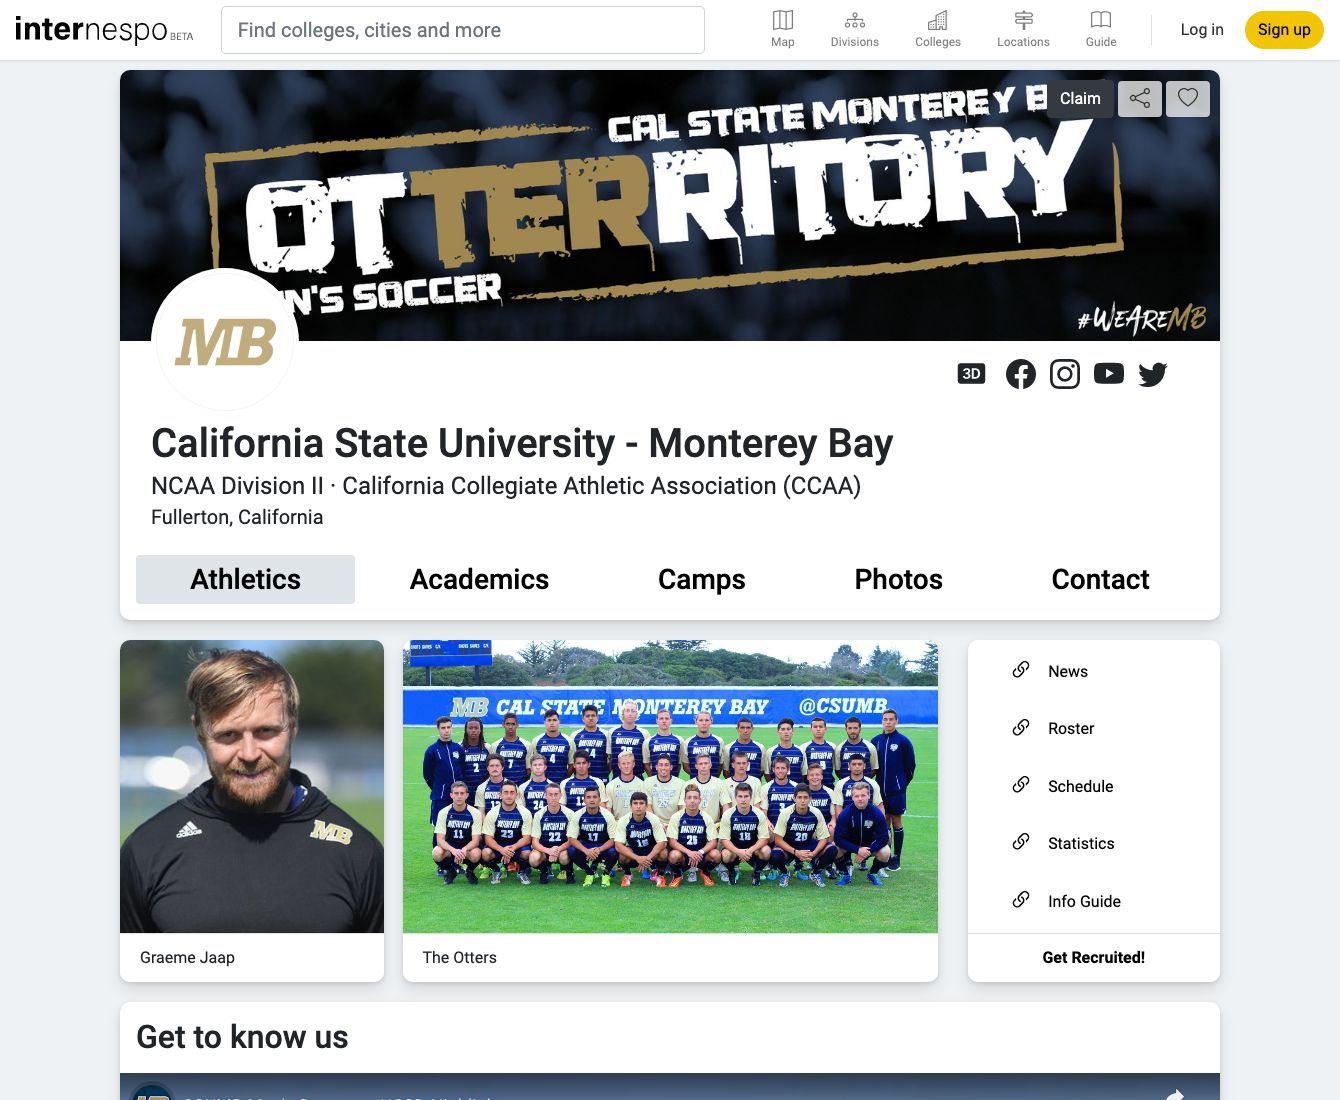 internespo BETA
Find colleges, cities and more
Map
Divisions
Colleges
Locations
Guide
Log in
Sign up
CAL STATE MONTEREY
Claim
OTTERRITORY
N'S SOCCER
#WEAREMB
MB
3D
California State University - Monterey Bay
NCAA Division II · California Collegiate Athletic Association (CCAA)
Fullerton, California
Athletics
Academics
Camps
Photos
Contact
adidas
MB
MB CAL STATE MONTEREY BAY @CSUMB
Graeme Jaap
The Otters
News
Roster
Schedule
Statistics
Info Guide
Get Recruited!
Get to know us